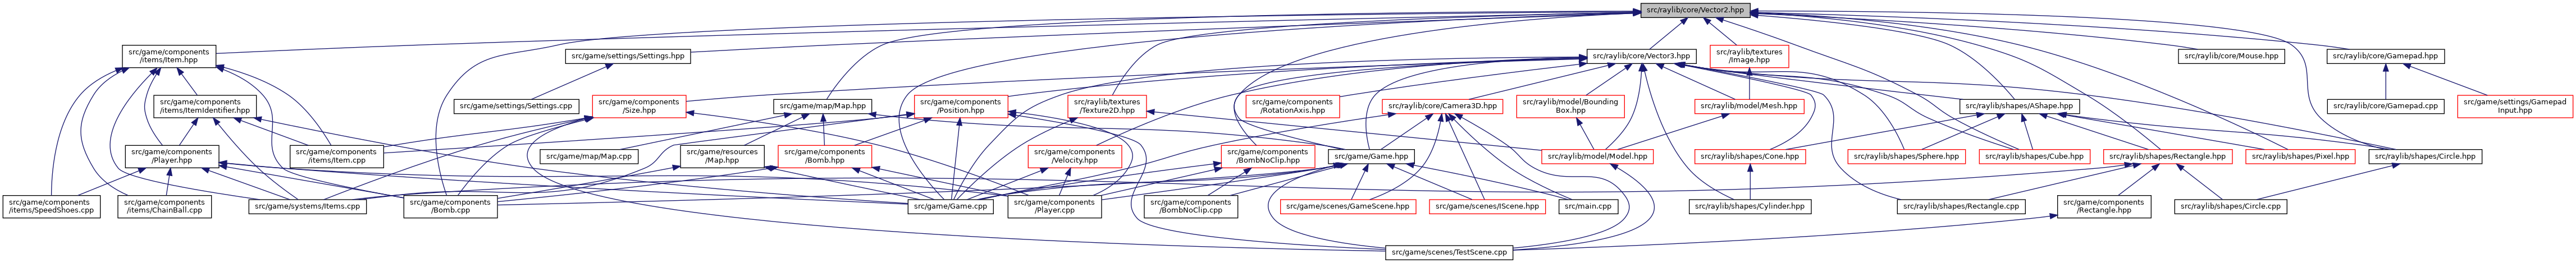 src/raylib/core/Vector2.hpp
src/game/components
/items/Item.hpp
src/game/settings/Settings.hpp
src/raylib/core/Vector3.hpp
src/raylib/textures
/Image.hpp
src/raylib/core/Mouse.hpp
src/raylib/core/Gamepad.hpp
src/game/components
/items/ItemIdentifier.hpp
src/game/settings/Settings.cpp
src/game/components
/Size.hpp
src/game/map/Map.hpp
src/game/components
/Position.hpp
src/raylib/textures
/Texture2D.hpp
src/game/components
/RotationAxis.hpp
src/raylib/core/Camera3D.hpp
src/raylib/model/Bounding
Box.hpp
src/raylib/model/Mesh.hpp
src/raylib/shapes/AShape.hpp
src/raylib/core/Gamepad.cpp
src/game/settings/Gamepad
Input.hpp
src/game/components
/Player.hpp
src/game/components
/items/Item.cpp
src/game/map/Map.cpp
src/game/resources
/Map.hpp
src/game/components
/Bomb.hpp
src/game/components
/Velocity.hpp
src/game/components
/BombNoClip.hpp
src/game/Game.hpp
src/raylib/model/Model.hpp
src/raylib/shapes/Cone.hpp
src/raylib/shapes/Sphere.hpp
src/raylib/shapes/Cube.hpp
src/raylib/shapes/Rectangle.hpp
src/raylib/shapes/Pixel.hpp
src/raylib/shapes/Circle.hpp
src/game/components
/items/SpeedShoes.cpp
src/game/components
/items/ChainBall.cpp
src/game/systems/Items.cpp
src/game/components
/Bomb.cpp
src/game/Game.cpp
src/game/components
/Player.cpp
src/game/components
/BombNoClip.cpp
src/game/scenes/GameScene.hpp
src/game/scenes/IScene.hpp
src/main.cpp
src/raylib/shapes/Cylinder.hpp
src/raylib/shapes/Rectangle.cpp
src/game/components
/Rectangle.hpp
src/raylib/shapes/Circle.cpp
src/game/scenes/TestScene.cpp